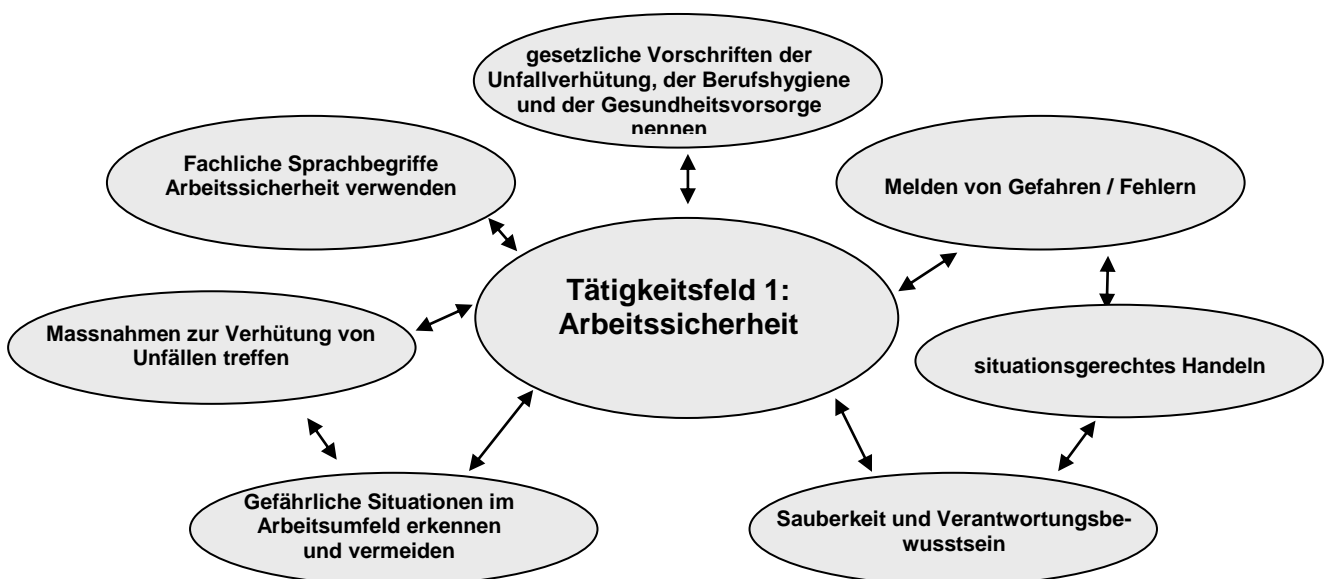 gesetzliche Vorschriften der
Unfallverhütung, der Berufshygiene
und der Gesundheitsvorsorge
nennen
Fachliche Sprachbegriffe
Arbeitssicherheit verwenden
Melden von Gefahren / Fehlern
Tätigkeitsfeld 1:
Arbeitssicherheit
Massnahmen zur Verhütung von
Unfällen treffen
situationsgerechtes Handeln
Gefährliche Situationen im
Arbeitsumfeld erkennen
und vermeiden
Sauberkeit und Verantwortungsbe-
wusstsein